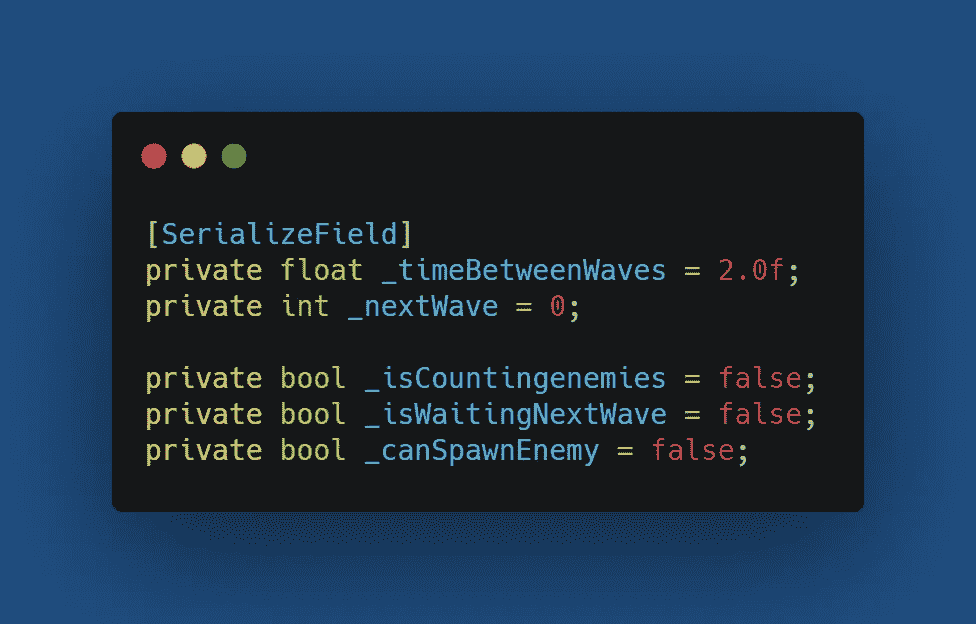 [SerializeField]
private float _timeBetweenWaves = 2.0f;
private int _nextWave = 0;
private bool _isCountingenemies = false;
private bool _isWaitingNextWave = false;
private bool _canSpawnEnemy = false;